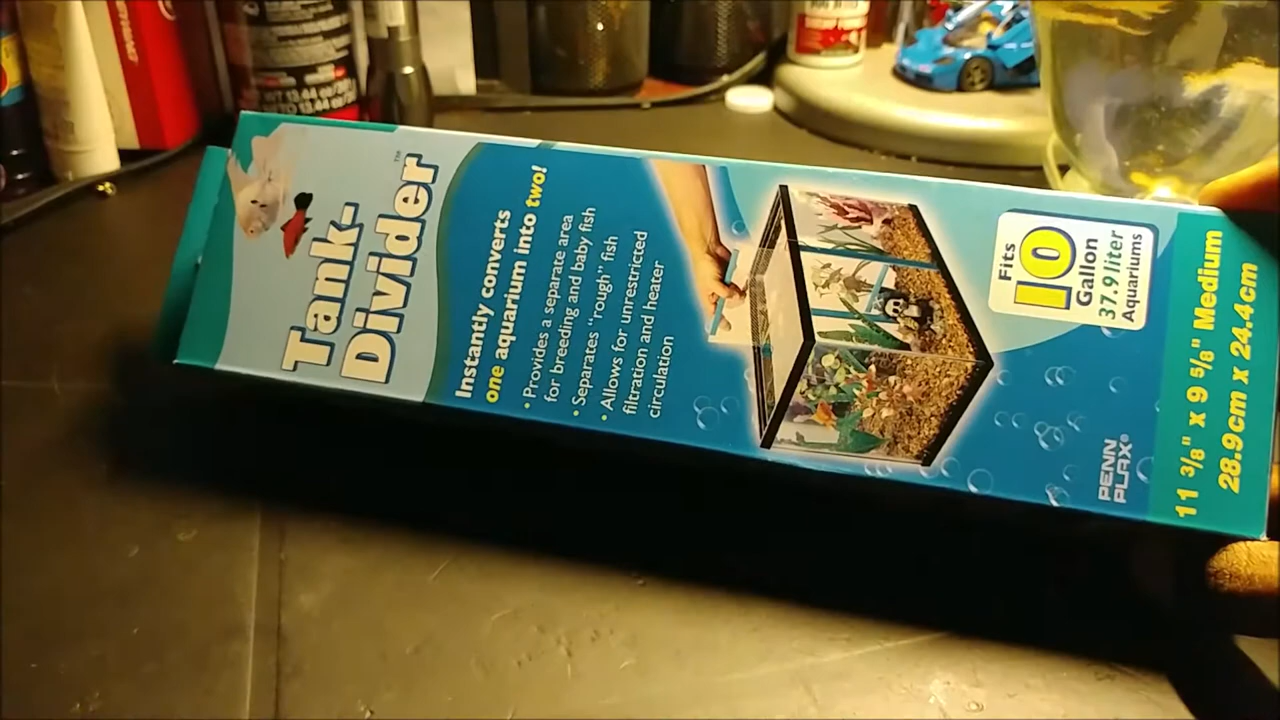 Tank-
Divider™
Instantly converts
one aquarium into two!
• Provides a separate area
for breeding and baby fish
• Separates "rough" fish
• Allows for unrestricted
filtration and heater
circulation
Fits
10
Gallon
37.9 liter
Aquariums
PENN
PLAX®
11 3/8" x 9 5/8" Medium
28.9cm x 24.4cm